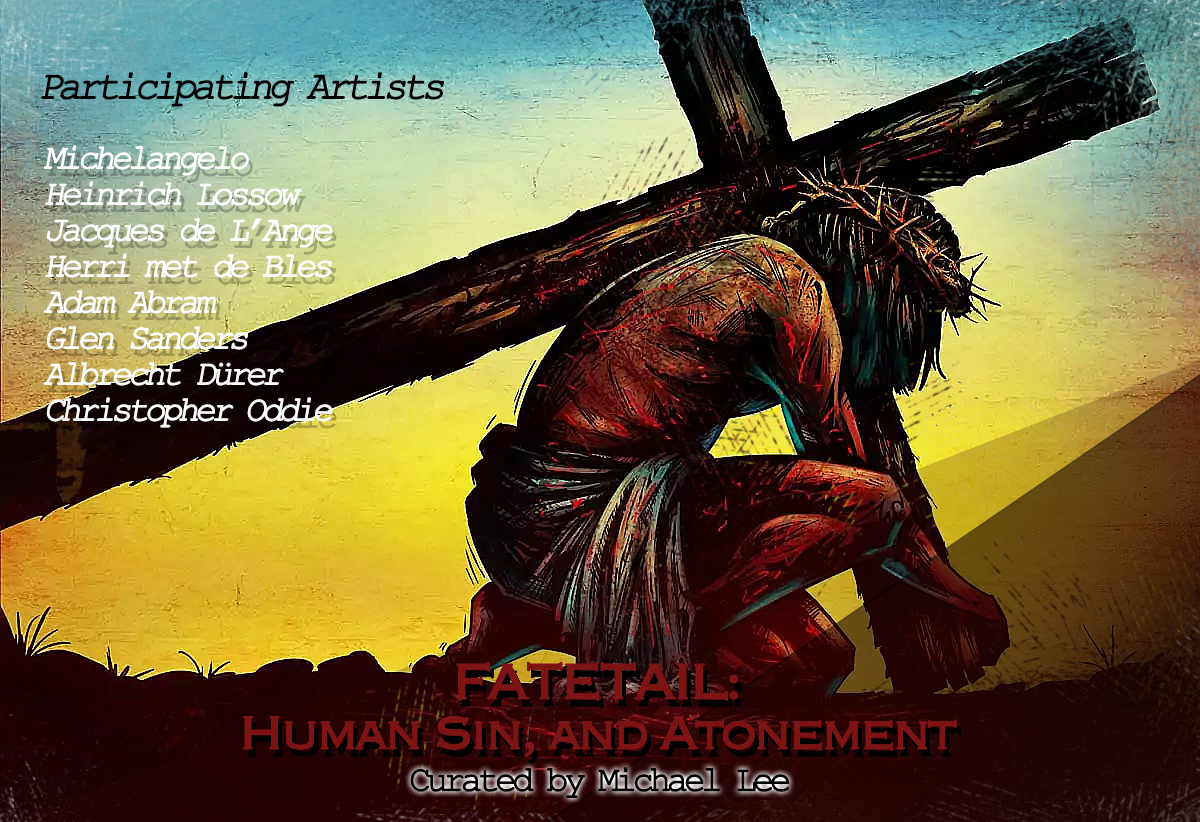 Participating Artists
Michelangelo
Heinrich Lossow
Jacques de L'Ange
Herri met de Bles
Adam Abram
Glen Sanders
Albrecht Dürer
Christopher Oddie
FATETAIL:
Human Sin, and Atonement
Curated by Michael Lee